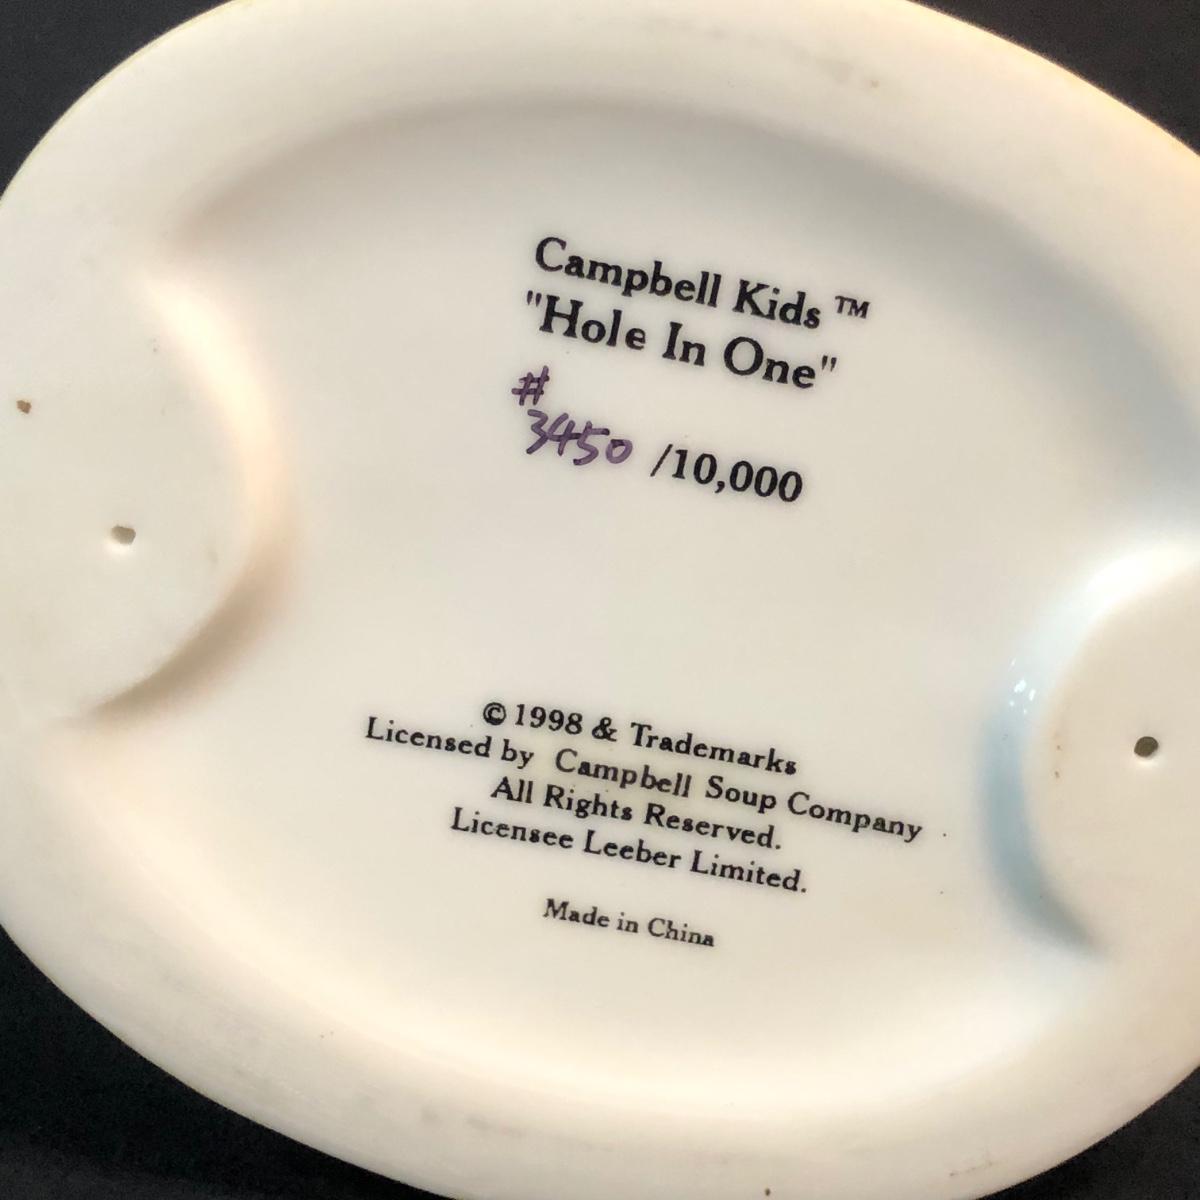 Campbell Kids ™
"Hole In One"
#
3450 /10,000
© 1998 & Trademarks
Licensed by Campbell Soup Company
All Rights Reserved.
Licensee Leeber Limited.
Made in China